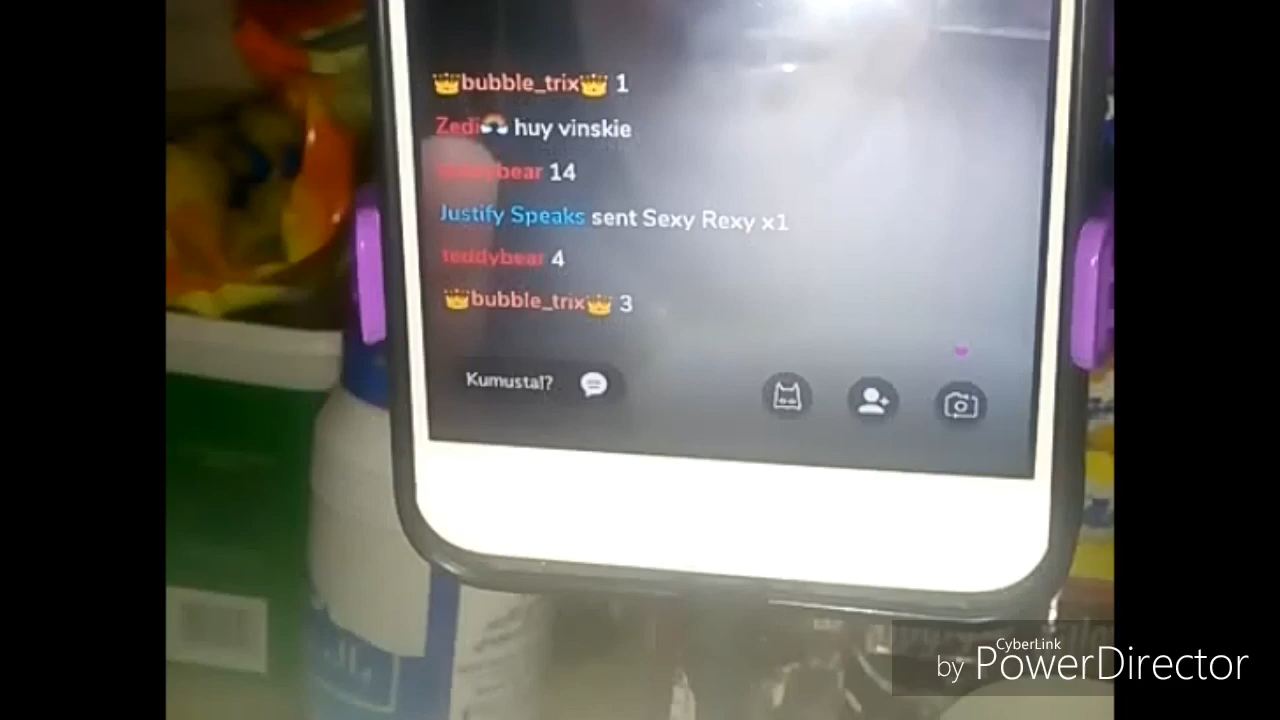 👑bubble_trix👑 1
Zedi🌈 huy vinskie
teddybear 14
Justify Speaks sent Sexy Rexy x1
teddybear 4
👑bubble_trix👑 3
Kumusta!?
CyberLink
by PowerDirector